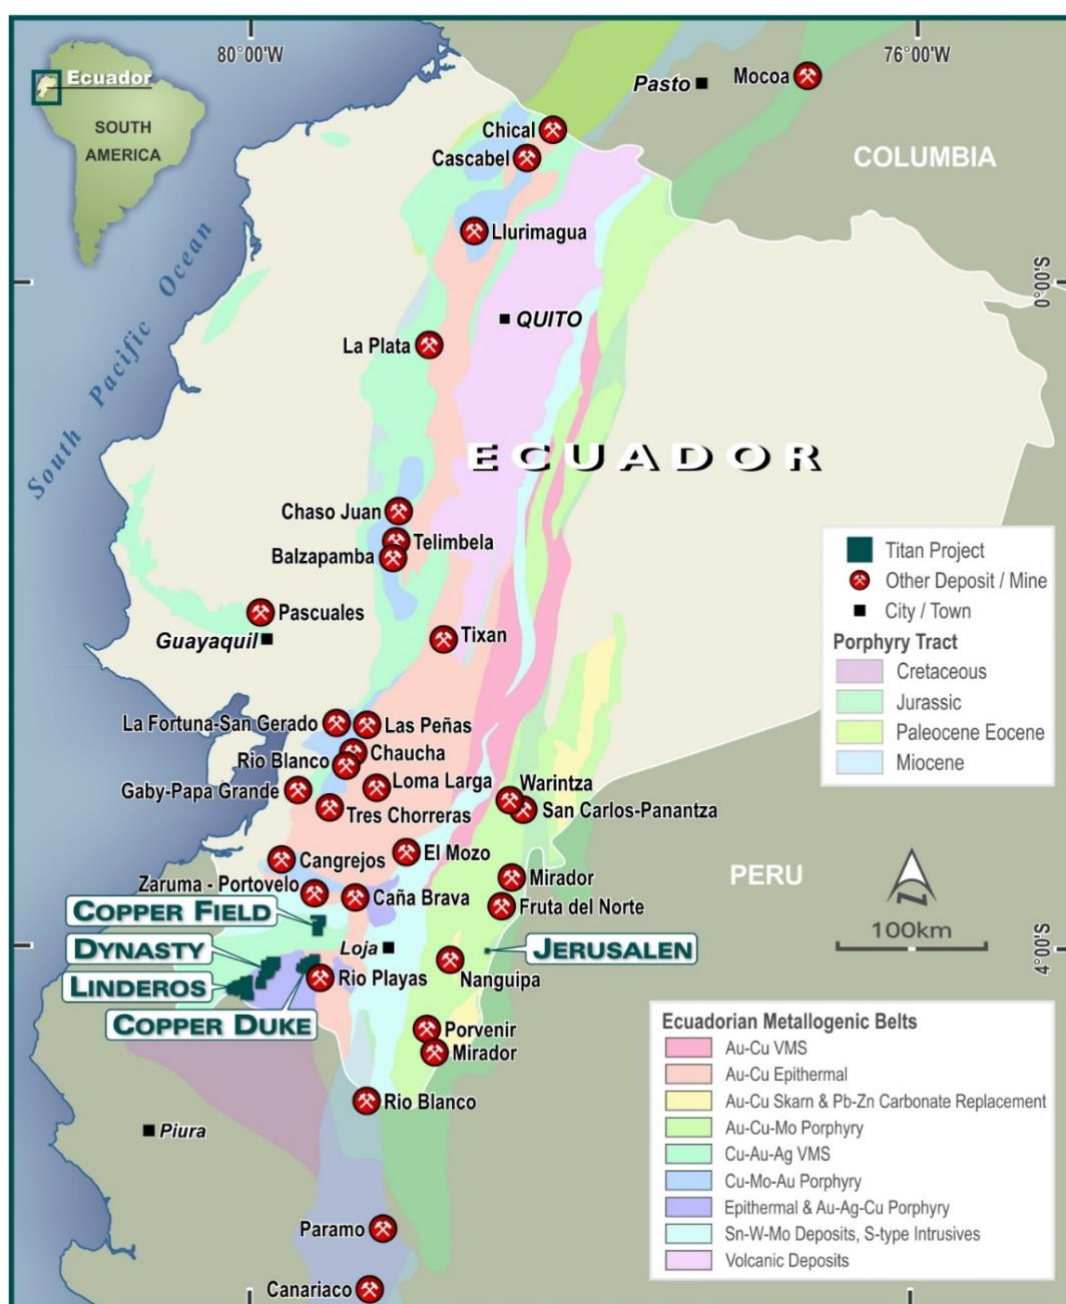 80°00'W
76°00'W
Ecuador
SOUTH
AMERICA
Pasto
Mocoa
Chical
Cascabel
COLUMBIA
Llurimagua
South Pacific Ocean
0°00'S
QUITO
La Plata
ECUADOR
Chaso Juan
Telimbela
Balzapamba
Pascuales
Guayaquil
Tixan
Titan Project
Other Deposit / Mine
City / Town
Porphyry Tract
Cretaceous
Jurassic
Paleocene Eocene
Miocene
La Fortuna-San Gerado
Las Peñas
Chaucha
Rio Blanco
Loma Larga
Gaby-Papa Grande
Tres Chorreras
Warintza
San Carlos-Panantza
El Mozo
Cangrejos
Zaruma - Portovelo
Caña Brava
Mirador
Fruta del Norte
PERU
N
100km
COPPER FIELD
DYNASTY
LINDEROS
COPPER DUKE
Loja
Rio Playas
Nanguipa
JERUSALEN
4°00'S
Porvenir
Mirador
Rio Blanco
Piura
Paramo
Canariaco
Ecuadorian Metallogenic Belts
Au-Cu VMS
Au-Cu Epithermal
Au-Cu Skarn & Pb-Zn Carbonate Replacement
Au-Cu-Mo Porphyry
Cu-Au-Ag VMS
Cu-Mo-Au Porphyry
Epithermal & Au-Ag-Cu Porphyry
Sn-W-Mo Deposits, S-type Intrusives
Volcanic Deposits